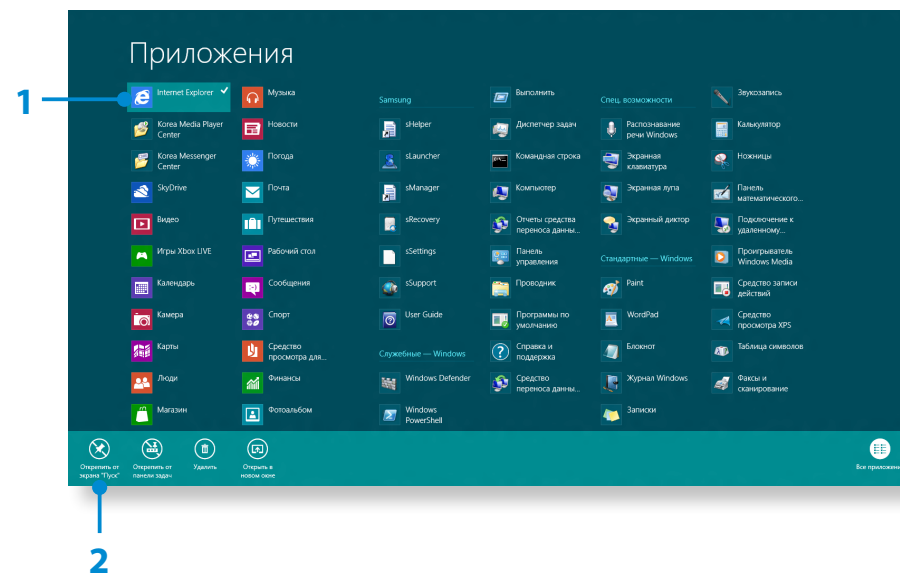 Приложения
1
Internet Explorer
Korea Media Player
Center
Korea Messenger
Center
SkyDrive
Видео
Игры Xbox LIVE
Календарь
Камера
Карты
Люди
Магазин
Музыка
Новости
Погода
Почта
Путешествия
Рабочий стол
Сообщения
Спорт
Средство
просмотра для...
Финансы
Фотоальбом
Samsung
sHelper
sLauncher
sManager
sRecovery
sSettings
sSupport
User Guide
Служебные — Windows
Windows Defender
Windows
PowerShell
Выполнить
Диспетчер задач
Командная строка
Компьютер
Отчеты средства
переноса данны...
Панель
управления
Проводник
Программы по
умолчанию
Справка и
поддержка
Средство
переноса данны...
Спец. возможности
Распознавание
речи Windows
Экранная
клавиатура
Экранная лупа
Экранный диктор
Стандартные — Windows
Paint
WordPad
Блокнот
Журнал Windows
Записки
Звукозапись
Калькулятор
Ножницы
Панель
математического...
Подключение к
удаленному...
Проигрыватель
Windows Media
Средство записи
действий
Средство
просмотра XPS
Таблица символов
Факсы и
сканирование
Открепить от
экрана "Пуск"
Открепить от
панели задач
Удалить
Открыть в
новом окне
Все приложени
2